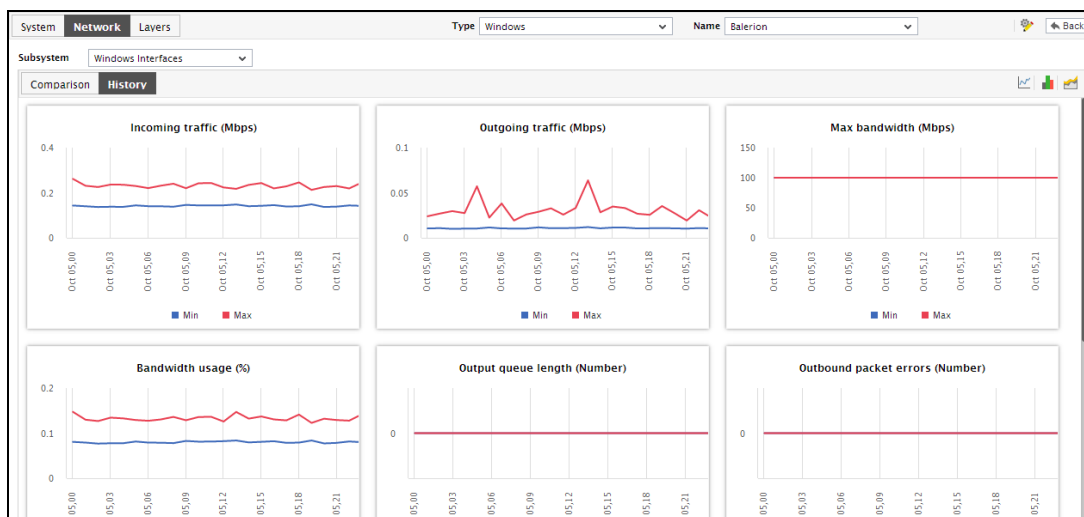 System Network Layers Type Windows Name Balerion Back
Subsystem Windows Interfaces
Comparison History
Incoming traffic (Mbps)
0.4
0.2
0
Oct 05,00 Oct 05,03 Oct 05,06 Oct 05,09 Oct 05,12 Oct 05,15 Oct 05,18 Oct 05,21
Min Max
Outgoing traffic (Mbps)
0.1
0.05
0
Oct 05,00 Oct 05,03 Oct 05,06 Oct 05,09 Oct 05,12 Oct 05,15 Oct 05,18 Oct 05,21
Min Max
Max bandwidth (Mbps)
150
100
50
0
Oct 05,00 Oct 05,03 Oct 05,06 Oct 05,09 Oct 05,12 Oct 05,15 Oct 05,18 Oct 05,21
Min Max
Bandwidth usage (%)
0.2
0.1
0
05,00 05,03 05,06 05,09 05,12 05,15 05,18 05,21
Output queue length (Number)
0
05,00 05,03 05,06 05,09 05,12 05,15 05,18 05,21
Outbound packet errors (Number)
0
05,00 05,03 05,06 05,09 05,12 05,15 05,18 05,21